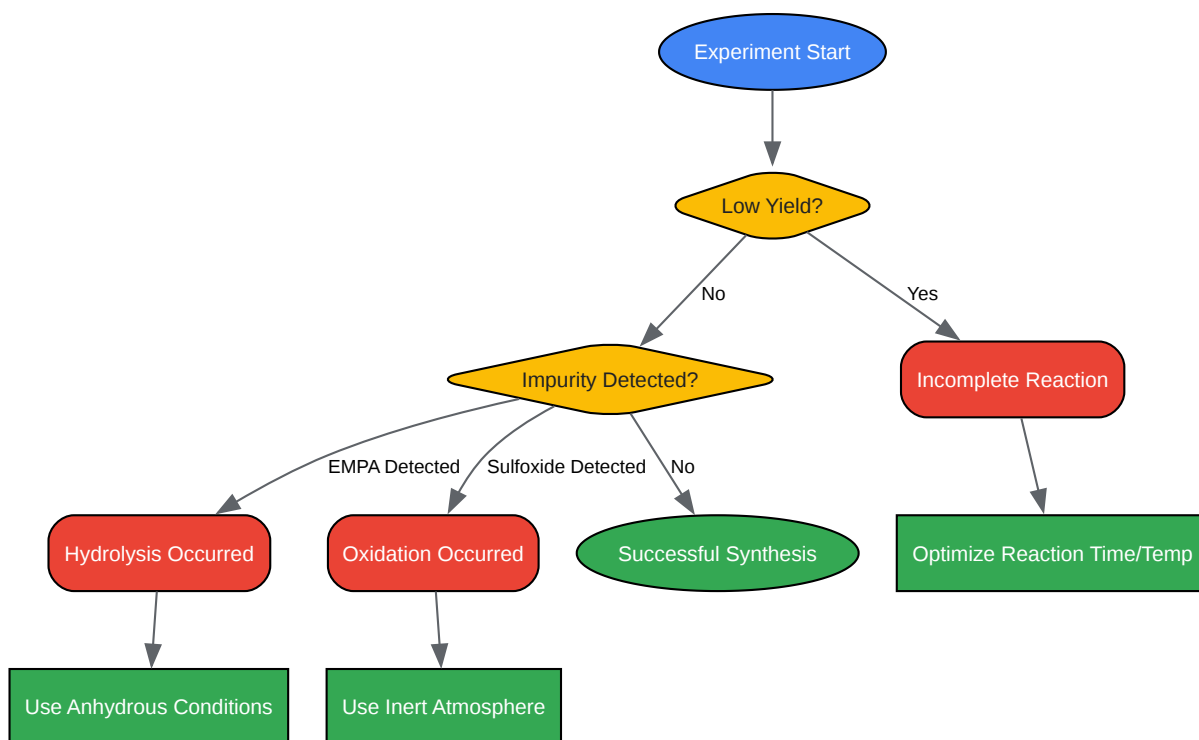 Experiment Start
Low Yield?
No
Yes
Impurity Detected?
Incomplete Reaction
EMPA Detected
Sulfoxide Detected
No
Hydrolysis Occurred
Oxidation Occurred
Successful Synthesis
Optimize Reaction Time/Temp
Use Anhydrous Conditions
Use Inert Atmosphere